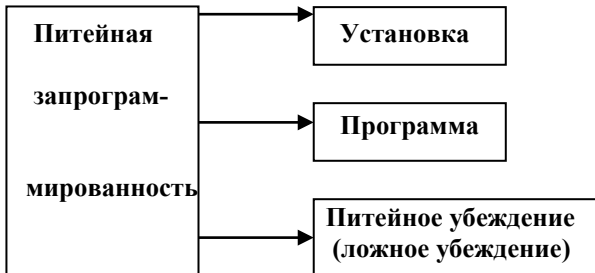 Питейная
запрограм-
мированность
Установка
Программа
Питейное убеждение
(ложное убеждение)